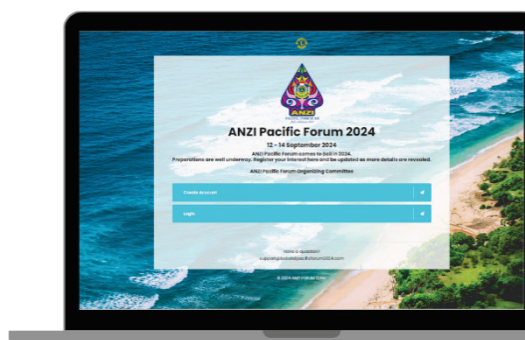 ANZI
ANZI Pacific Forum 2024
12 - 14 September 2024
ANZI Pacific Forum comes to Bali in 2024.
Preparations are well underway. Register your interest here and be updated as more details are revealed.
ANZI Pacific Forum Organizing Committee
Create Account
Login
Have a question?